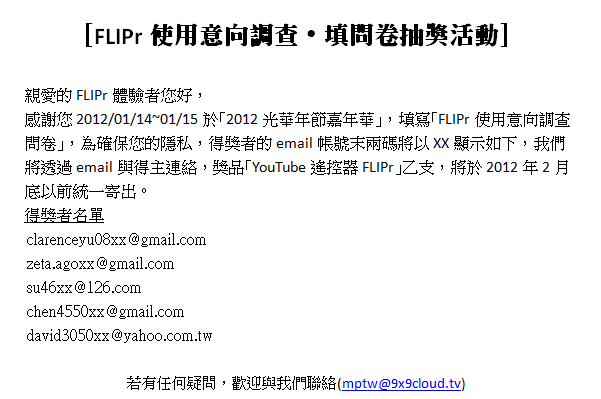 [FLIPr 使用意向調查·填問卷抽獎活動]
親愛的 FLIPr 體驗者您好，
感謝您 2012/01/14~01/15 於「2012 光華年節嘉年華」，填寫「FLIPr 使用意向調查
問卷」，為確保您的隱私，得獎者的 email 帳號末兩碼將以 XX 顯示如下，我們
將透過 email 與得主連絡，獎品「YouTube 遙控器 FLIPr」乙支，將於 2012 年 2 月
底以前統一寄出。
得獎者名單
clarenceyu08xx@gmail.com
zeta.agoxx@gmail.com
su46xx@126.com
chen4550xx@gmail.com
david3050xx@yahoo.com.tw
若有任何疑問，歡迎與我們聯絡(mptw@9x9cloud.tv)